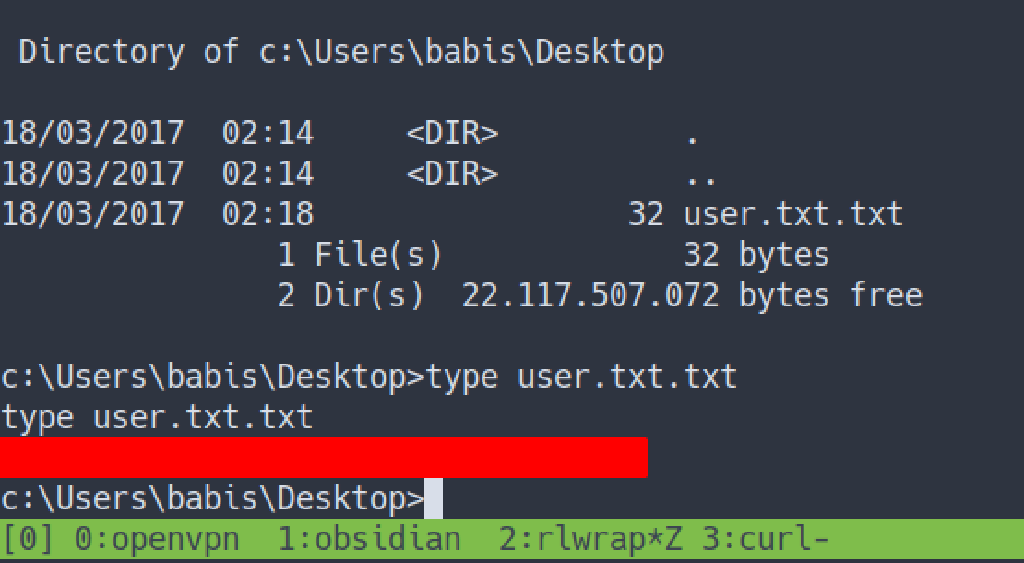 Directory of c:\Users\babis\Desktop
18/03/2017  02:14    <DIR>          .
18/03/2017  02:14    <DIR>          ..
18/03/2017  02:18                32 user.txt.txt
1 File(s)             32 bytes
2 Dir(s)  22.117.507.072 bytes free
c:\Users\babis\Desktop>type user.txt.txt
type user.txt.txt
c:\Users\babis\Desktop>
[0] 0:openvpn  1:obsidian  2:rlwrap*Z 3:curl-